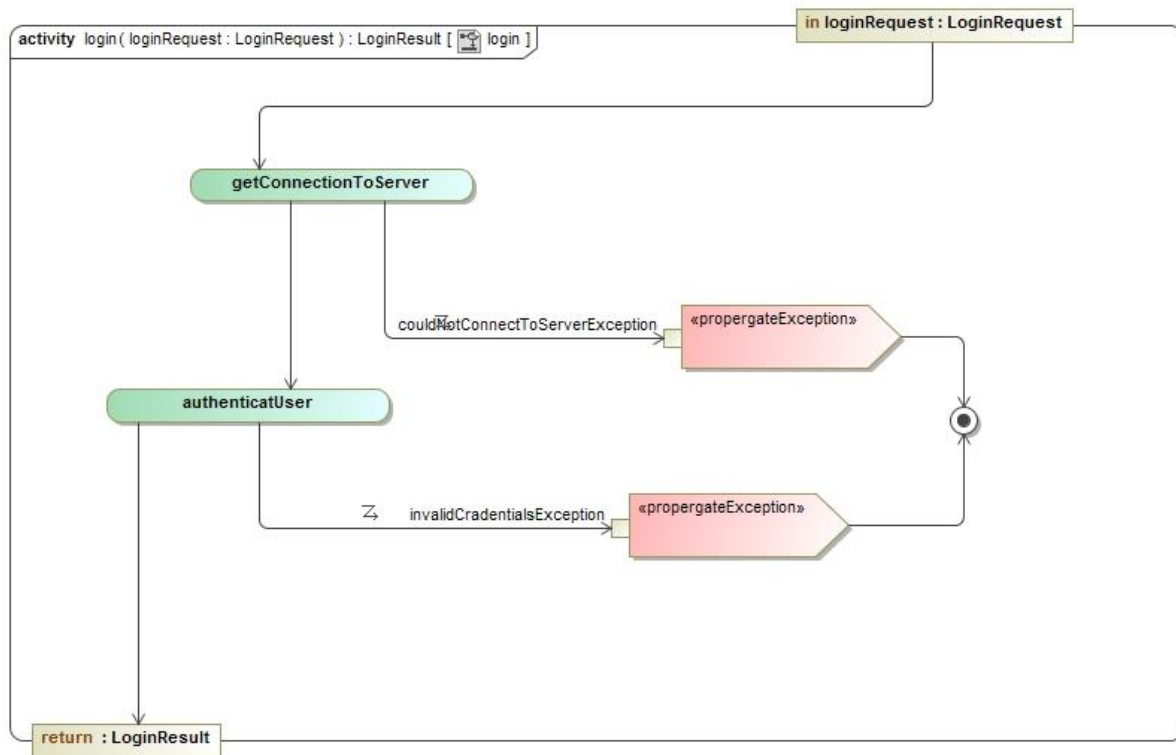 in loginRequest : LoginRequest
activity login ( loginRequest : LoginRequest ) : LoginResult [ login ]
getConnectionToServer
«propergateException»
couldNotConnectToServerException
authenticatUser
«propergateException»
invalidCradentialsException
return : LoginResult